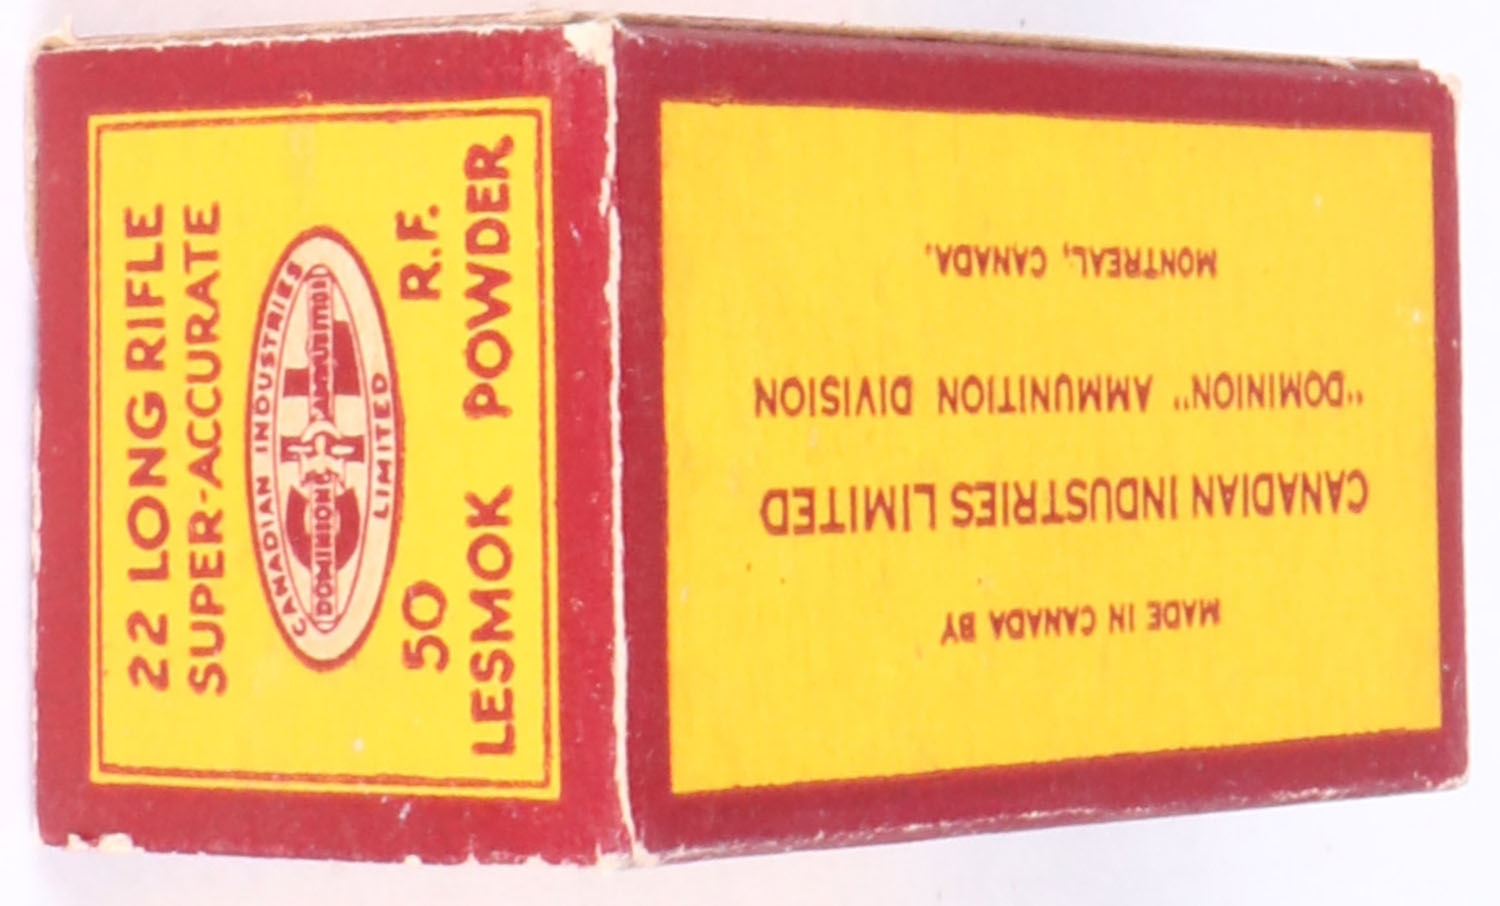 22 LONG RIFLE
SUPER-ACCURATE
CANADIAN INDUSTRIES
DOMINION AMMUNITION
LIMITED
50 R.F.
LESMOK POWDER
MADE IN CANADA BY
CANADIAN INDUSTRIES LIMITED
"DOMINION" AMMUNITION DIVISION
MONTREAL, CANADA.